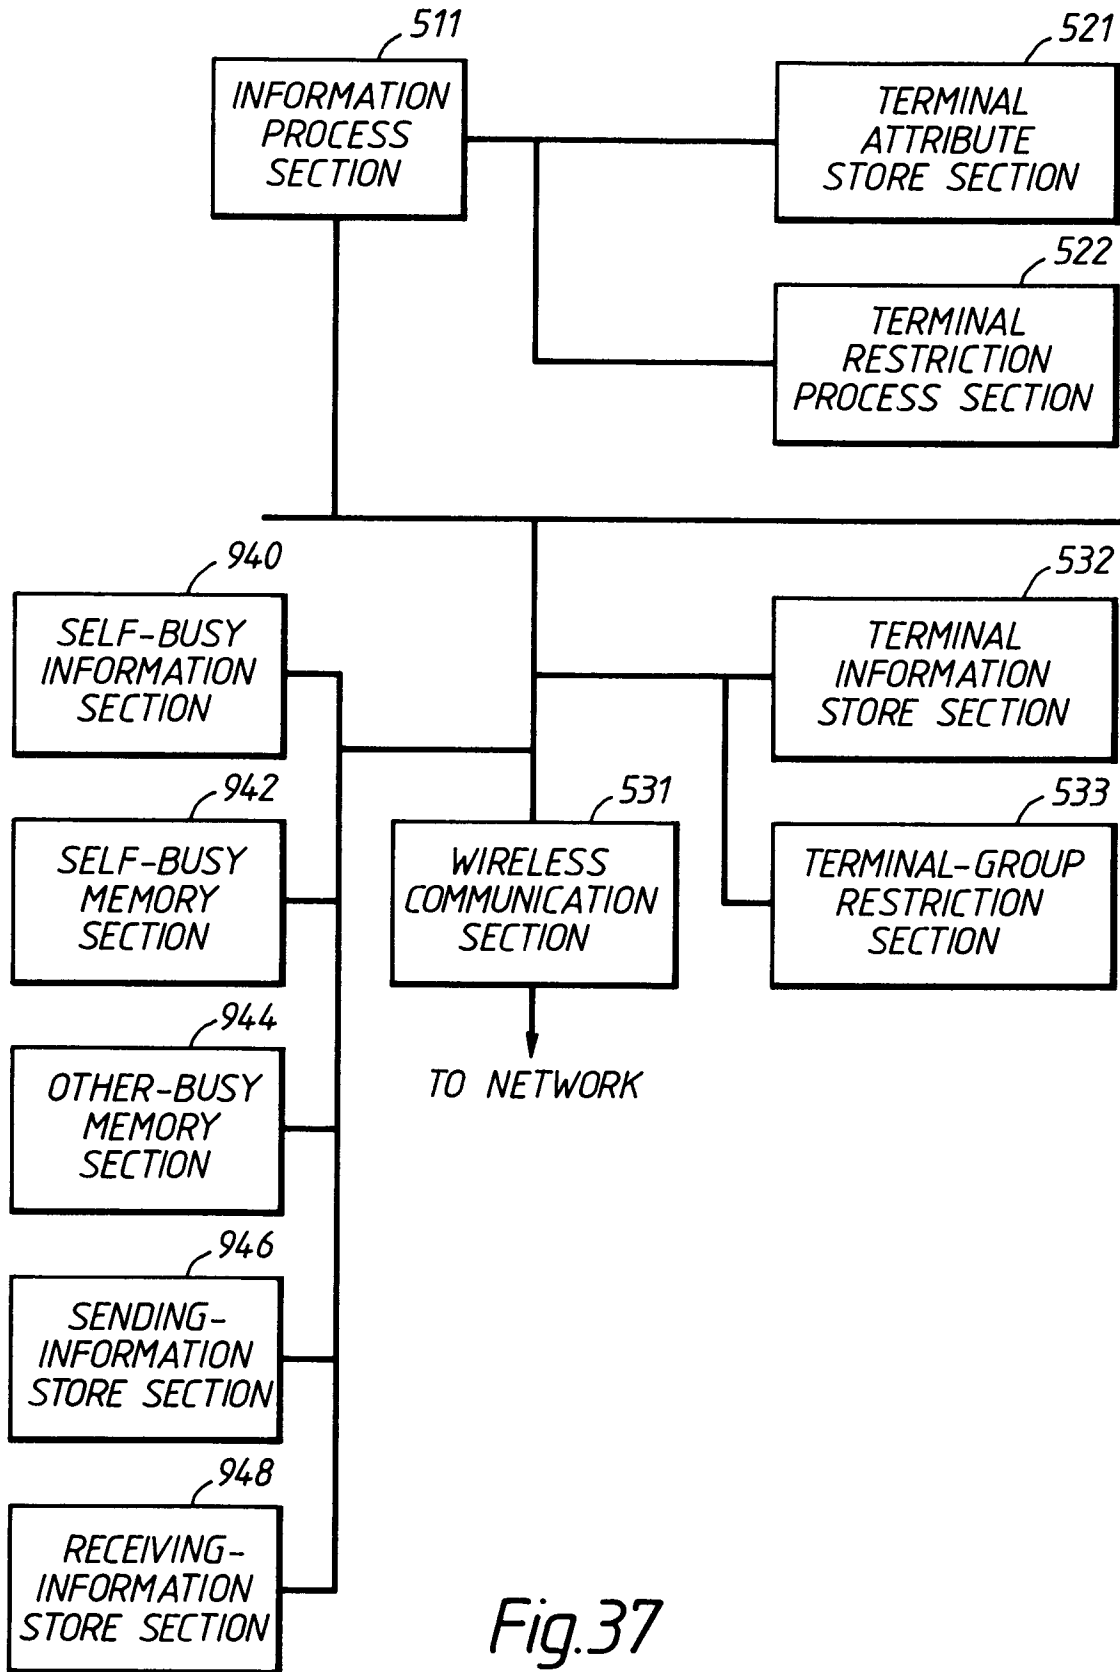 511
INFORMATION
PROCESS
SECTION
521
TERMINAL
ATTRIBUTE
STORE SECTION
522
TERMINAL
RESTRICTION
PROCESS SECTION
940
SELF-BUSY
INFORMATION
SECTION
532
TERMINAL
INFORMATION
STORE SECTION
942
SELF-BUSY
MEMORY
SECTION
531
WIRELESS
COMMUNICATION
SECTION
533
TERMINAL-GROUP
RESTRICTION
SECTION
944
OTHER-BUSY
MEMORY
SECTION
TO NETWORK
946
SENDING-
INFORMATION
STORE SECTION
948
RECEIVING-
INFORMATION
STORE SECTION
Fig.37